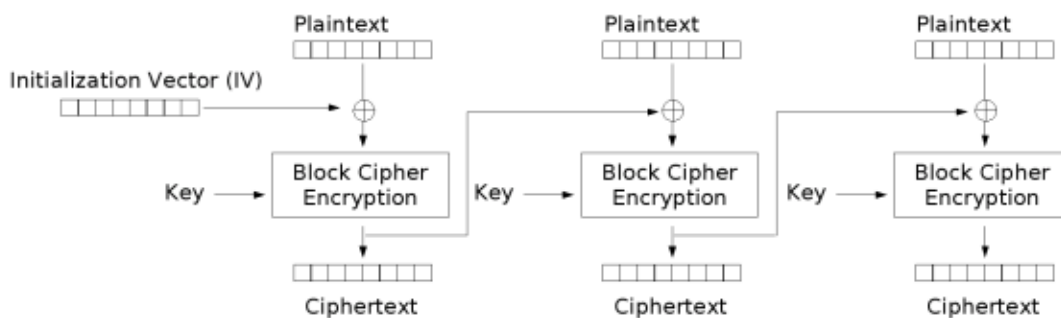 Plaintext
Plaintext
Plaintext
Initialization Vector (IV)
Key
Block Cipher
Encryption
Key
Block Cipher
Encryption
Key
Block Cipher
Encryption
Ciphertext
Ciphertext
Ciphertext